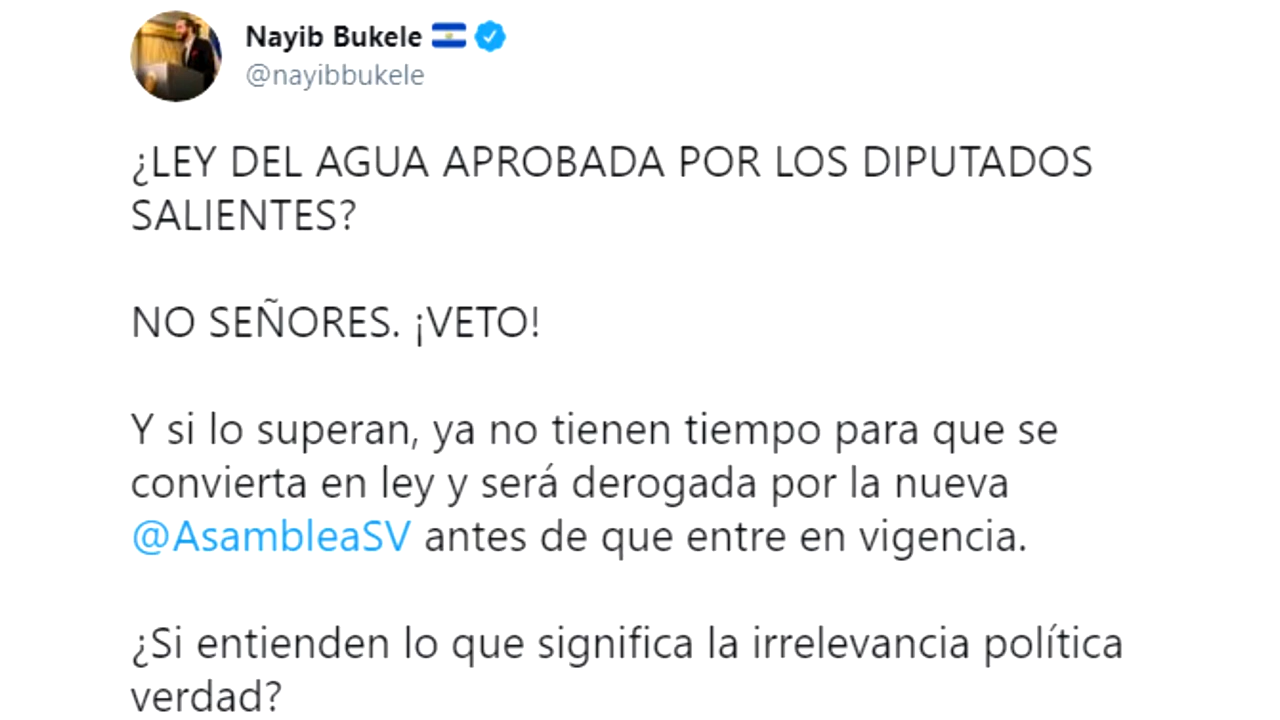 Nayib Bukele
@nayibbukele
¿LEY DEL AGUA APROBADA POR LOS DIPUTADOS
SALIENTES?
NO SEÑORES. ¡VETO!
Y si lo superan, ya no tienen tiempo para que se
convierta en ley y será derogada por la nueva
@AsambleaSV antes de que entre en vigencia.
¿Si entienden lo que significa la irrelevancia política
verdad?